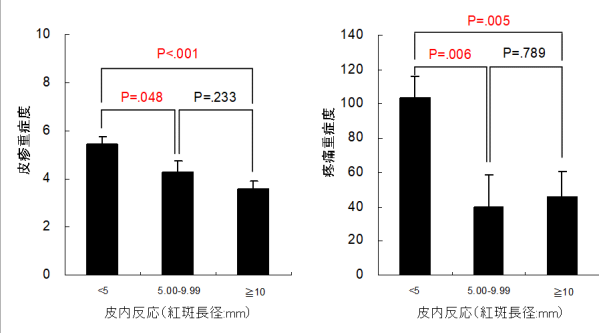 10
8
6
4
2
0
皮疹重症度
P<.001
P=.048
P=.233
<5
5.00-9.99
≧10
皮内反応(紅斑長径:mm)
140
120
100
80
60
40
20
0
疼痛重症度
P=.005
P=.006
P=.789
<5
5.00-9.99
≧10
皮内反応(紅斑長径:mm)